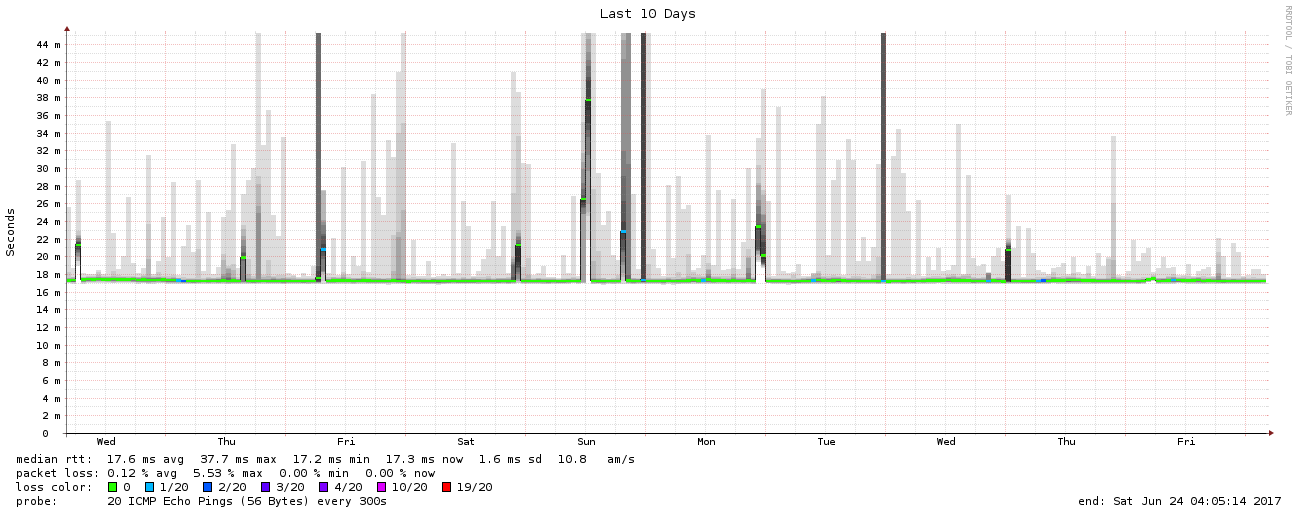 Last 10 Days
RRDTOOL / TOBI OETIKER
Seconds
44 m
42 m
40 m
38 m
36 m
34 m
32 m
30 m
28 m
26 m
24 m
22 m
20 m
18 m
16 m
14 m
12 m
10 m
8 m
6 m
4 m
2 m
0
Wed Thu Fri Sat Sun Mon Tue Wed Thu Fri
median rtt: 17.6 ms avg 37.7 ms max 17.2 ms min 17.3 ms now 1.6 ms sd 10.8 am/s
packet loss: 0.12 % avg 5.53 % max 0.00 % min 0.00 % now
loss color: 0 1/20 2/20 3/20 4/20 10/20 19/20
probe: 20 ICMP Echo Pings (56 Bytes) every 300s end: Sat Jun 24 04:05:14 2017